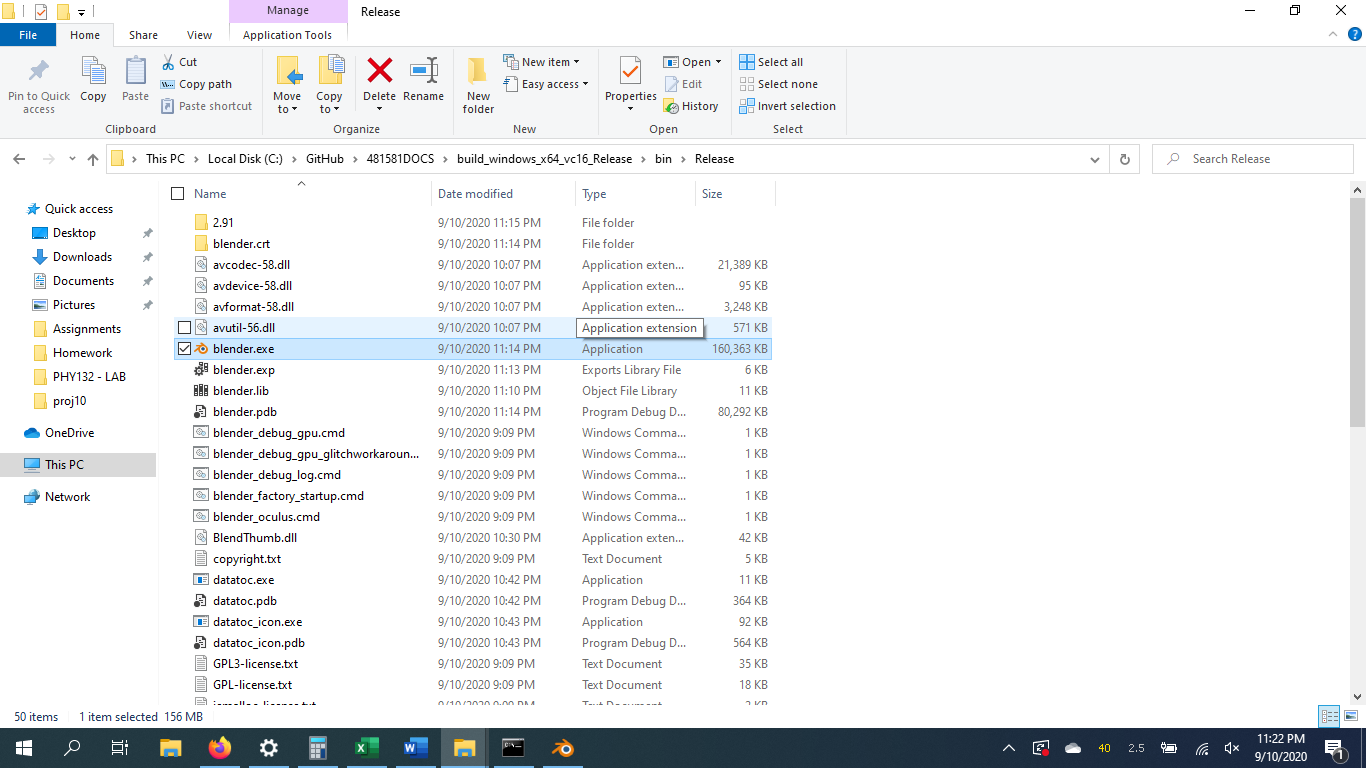 Manage
Release
File
Home
Share
View
Application Tools
Pin to Quick access
Copy
Paste
Cut
Copy path
Paste shortcut
Clipboard
Move to
Copy to
Delete
Rename
Organize
New folder
New item
Easy access
New
Properties
Open
Edit
History
Open
Select all
Select none
Invert selection
Select
This PC
Local Disk (C:)
GitHub
481581DOCS
build_windows_x64_vc16_Release
bin
Release
Search Release
Quick access
Desktop
Downloads
Documents
Pictures
Assignments
Homework
PHY132 - LAB
proj10
OneDrive
This PC
Network
Name Date modified Type Size
2.91 9/10/2020 11:15 PM File folder
blender.crt 9/10/2020 11:14 PM File folder
avcodec-58.dll 9/10/2020 10:07 PM Application exten... 21,389 KB
avdevice-58.dll 9/10/2020 10:07 PM Application exten... 95 KB
avformat-58.dll 9/10/2020 10:07 PM Application exten... 3,248 KB
avutil-56.dll 9/10/2020 10:07 PM Application extension 571 KB
blender.exe 9/10/2020 11:14 PM Application 160,363 KB
blender.exp 9/10/2020 11:13 PM Exports Library File 6 KB
blender.lib 9/10/2020 11:10 PM Object File Library 11 KB
blender.pdb 9/10/2020 11:14 PM Program Debug D... 80,292 KB
blender_debug_gpu.cmd 9/10/2020 9:09 PM Windows Comma... 1 KB
blender_debug_gpu_glitchworkaroun... 9/10/2020 9:09 PM Windows Comma... 1 KB
blender_debug_log.cmd 9/10/2020 9:09 PM Windows Comma... 1 KB
blender_factory_startup.cmd 9/10/2020 9:09 PM Windows Comma... 1 KB
blender_oculus.cmd 9/10/2020 9:09 PM Windows Comma... 1 KB
BlendThumb.dll 9/10/2020 10:30 PM Application exten... 42 KB
copyright.txt 9/10/2020 9:09 PM Text Document 5 KB
datatoc.exe 9/10/2020 10:42 PM Application 11 KB
datatoc.pdb 9/10/2020 10:42 PM Program Debug D... 364 KB
datatoc_icon.exe 9/10/2020 10:43 PM Application 92 KB
datatoc_icon.pdb 9/10/2020 10:43 PM Program Debug D... 564 KB
GPL3-license.txt 9/10/2020 9:09 PM Text Document 35 KB
GPL-license.txt 9/10/2020 9:09 PM Text Document 18 KB
50 items 1 item selected 156 MB
40
2.5
11:22 PM
9/10/2020
1